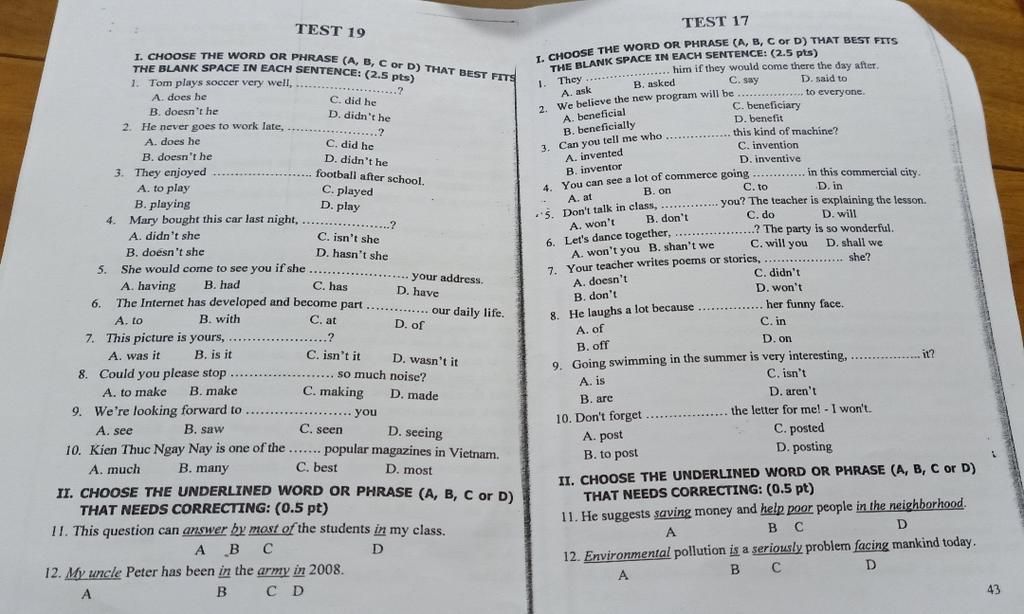 TEST 19
I. CHOOSE THE WORD OR PHRASE (A, B, C or D) THAT BEST FITS
THE BLANK SPACE IN EACH SENTENCE: (2.5 pts)
1. Tom plays soccer very well, ........................?
A. does he C. did he
B. doesn't he D. didn't he
2. He never goes to work late, ......................?
A. does he C. did he
B. doesn't he D. didn't he
3. They enjoyed ........................ football after school.
A. to play C. played
B. playing D. play
4. Mary bought this car last night, ......................?
A. didn't she C. isn't she
B. doesn't she D. hasn't she
5. She would come to see you if she ........................ your address.
A. having B. had C. has D. have
6. The Internet has developed and become part .............. our daily life.
A. to B. with C. at D. of
7. This picture is yours, .......................?
A. was it B. is it C. isn't it D. wasn't it
8. Could you please stop ........................ so much noise?
A. to make B. make C. making D. made
9. We're looking forward to ........................ you
A. see B. saw C. seen D. seeing
10. Kien Thuc Ngay Nay is one of the ....... popular magazines in Vietnam.
A. much B. many C. best D. most
II. CHOOSE THE UNDERLINED WORD OR PHRASE (A, B, C or D)
THAT NEEDS CORRECTING: (0.5 pt)
11. This question can answer by most of the students in my class.
A B C D
12. My uncle Peter has been in the army in 2008.
A B C D
TEST 17
I. CHOOSE THE WORD OR PHRASE (A, B, C or D) THAT BEST FITS
THE BLANK SPACE IN EACH SENTENCE: (2.5 pts)
1. They .................... him if they would come there the day after.
A. ask B. asked C. say D. said to
2. We believe the new program will be ................ to everyone.
A. beneficial C. beneficiary
B. beneficially D. benefit
3. Can you tell me who ............... this kind of machine?
A. invented C. invention
B. inventor D. inventive
4. You can see a lot of commerce going ............ in this commercial city.
A. at B. on C. to D. in
5. Don't talk in class, ............. you? The teacher is explaining the lesson.
A. won't B. don't C. do D. will
6. Let's dance together, ..................? The party is so wonderful.
A. won't you B. shan't we C. will you D. shall we
7. Your teacher writes poems or stories, .................. she?
A. doesn't C. didn't
B. don't D. won't
8. He laughs a lot because ............... her funny face.
A. of C. in
B. off D. on
9. Going swimming in the summer is very interesting, ................ it?
A. is C. isn't
B. are D. aren't
10. Don't forget .................. the letter for me! - I won't.
A. post C. posted
B. to post D. posting
II. CHOOSE THE UNDERLINED WORD OR PHRASE (A, B, C or D)
THAT NEEDS CORRECTING: (0.5 pt)
11. He suggests saving money and help poor people in the neighborhood.
A B C D
12. Environmental pollution is a seriously problem facing mankind today.
A B C D
43